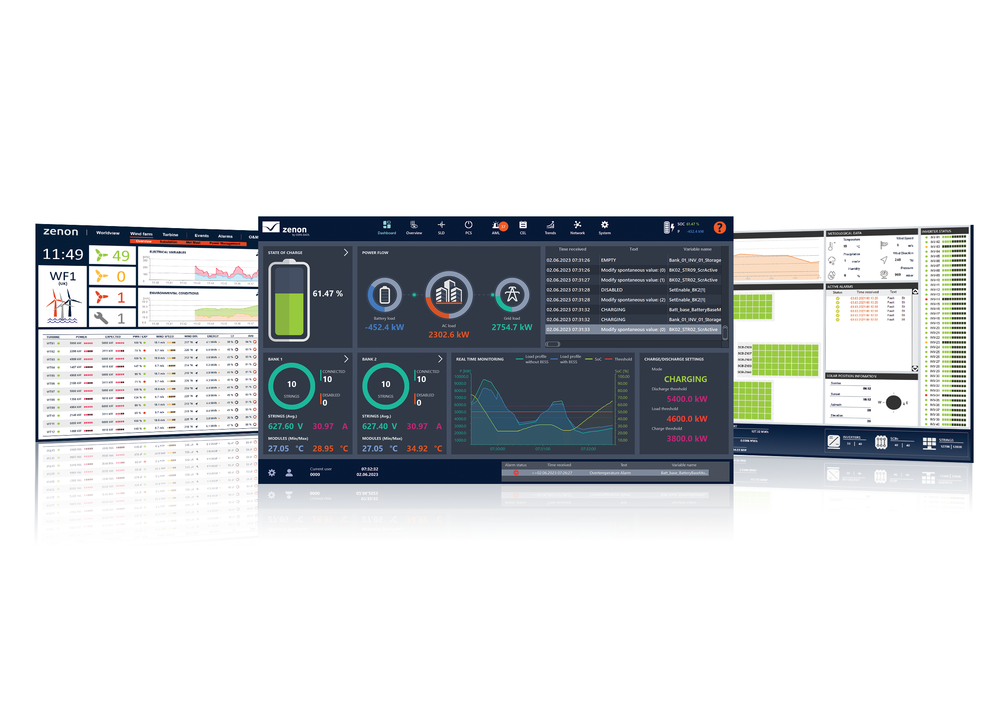 zenon
Worldview
Wind farm
Turbine
Events
Alarms
O&M
Overview
Substation
Met Mast
Power Management
11:49
WF1
(UK)
49
0
1
1
ELECTRICAL VARIABLES
[MW]
300
200
100
0
11:40 11:41 11:42 11:43 11:44 11:45 11:46 11:47
ENVIRONMENTAL CONDITIONS
[m/s]
40.0
30.0
20.0
10.0
0.0
11:40 11:41 11:42 11:43 11:44 11:45 11:46 11:47
TURBINE POWER EXPECTED PWR / EXP WIND SPEED WIND DIR. ENERGY CF AVB
WT01 5000 kW 5000 kW 100 % 18.1 m/s 217 °N 4.1 MWh 38 % 84 %
WT02 2298 kW 3111 kW 74 % 9.7 m/s 226 °N 83 %
WT03 4999 kW 5000 kW 100 % 18.6 m/s 212 °N 43 % 83 %
WT04 1487 kW 1010 kW 147 % 6.7 m/s 214 °N 5.2 MWh 81 %
WT05 4968 kW 5000 kW 99 % 18.1 m/s 216 °N 44 % 81 %
WT06 2195 kW 3111 kW 71 % 9.7 m/s 225 °N 4.3 MWh 40 % 91 %
WT07 5000 kW 5000 kW 100 % 18.6 m/s 224 °N 4.4 MWh 41 % 91 %
WT08 1356 kW 1010 kW 134 % 6.7 m/s 220 °N 4.9 MWh 45 % 83 %
WT09 4964 kW 5000 kW 99 % 18.1 m/s 213 °N 4.4 MWh 41 % 81 %
WT10 2148 kW 3111 kW 69 % 9.7 m/s 219 °N 4.4 MWh 41 % 93 %
WT11 5000 kW 5000 kW 100 % 18.6 m/s 228 °N 3.8 MWh 35 % 89 %
WT12 1498 kW 1010 kW 148 % 6.7 m/s 218 °N 5.1 MWh 47 % 88 %
zenon
by COPA-DATA
Dashboard
Overview
SLD
PCS
AML
37
CEL
Trends
Network
System
SOC 61.47 %
P -452.4 kW
?
STATE OF CHARGE
61.47 %
POWER FLOW
Battery load
-452.4 kW
AC load
2302.6 kW
Grid load
2754.7 kW
Time received Text Variable name
02.06.2023 07:31:26 EMPTY Bank_01_INV_01_Storage
02.06.2023 07:31:26 Modify spontaneous value: (0) BK02_STR09_ScrActive
02.06.2023 07:31:27 Modify spontaneous value: (1) BK02_STR02_ScrActive
02.06.2023 07:31:28 DISABLED SetEnable_BK2[1]
02.06.2023 07:31:28 Modify spontaneous value: (2) SetEnable_BK2[1]
02.06.2023 07:31:32 CHARGING Batt_base_BatteryBaseM
02.06.2023 07:31:32 CHARGING Bank_01_INV_01_Storage
02.06.2023 07:31:33 Modify spontaneous value: (0) BK02_STR02_ScrActive
BANK 1
10
STRINGS
CONNECTED
10
DISABLED
0
STRINGS (Avg.)
627.60 V 30.97 A
MODULES (Min/Max)
27.05 °C 28.95 °C
BANK 2
10
STRINGS
CONNECTED
10
DISABLED
0
STRINGS (Avg.)
627.40 V 30.97 A
MODULES (Min/Max)
27.05 °C 34.92 °C
REAL TIME MONITORING
Load profile
without BESS
Load profile
with BESS
SoC
Threshold
P [kW]
10000.0
9000.0
8000.0
7000.0
6000.0
5000.0
4000.0
3000.0
2000.0
1000.0
SoC [%]
100.00
90.00
80.00
70.00
60.00
50.00
40.00
30.00
20.00
10.00
07:30:00 07:31:00 07:32:00
CHARGE/DISCHARGE SETTINGS
Mode
CHARGING
Discharge threshold
5400.0 kW
Load threshold
4600.0 kW
Charge threshold
3800.0 kW
Current user
0000
07:32:32
02.06.2023
Alarm status Time received Text Variable name
>>02.06.2023 07:26:27 Overtemperature Alarm Batt_base_BatteryBaseMo...
METEOLOGICAL DATA
Temperature
18 °C
Wind Speed
6 m/s
Precipitation
1
Wind Direction
248 °N
Humidity
6 %
Pressure
969 mbar
ACTIVE ALARMS
Status Time received Text
03.03.2021 08:13:20 Fault St
03.03.2021 08:13:20 Fault St
03.03.2021 08:12:58 Fault St
03.03.2021 08:12:58 Fault St
03.03.2021 08:12:22 Fault St
03.03.2021 08:12:22 Fault St
SCB-ZN36
SCB-ZN37
SCB-ZN38
SCB-ZN39
SCB-ZN40
SOLAR POSITION INFOMATION
Sunrise
06:12
Sunset
18:12
Azimuth
99
Elevation
35
W
E
INVERTER STATUS
INV-01
INV-02
INV-03
INV-04
INV-05
INV-06
INV-07
INV-08
INV-09
INV-10
INV-11
INV-12
INV-13
INV-14
INV-15
INV-16
INV-17
INV-18
INV-19
INV-20
INV-21
INV-22
INV-23
INV-24
INV-25
INV-26
INV-27
INV-28
INV-29
INV-30
INV-31
INV-32
INV-33
INV-34
INV-35
INV-36
INV-37
INV-38
INV-39
INV-40
RT
127.32 MWh
0.0006 MWh
44.03 MW
INVERTERS
38 | 40
SCBs
40 | 40
STRINGS
12798 | 12800